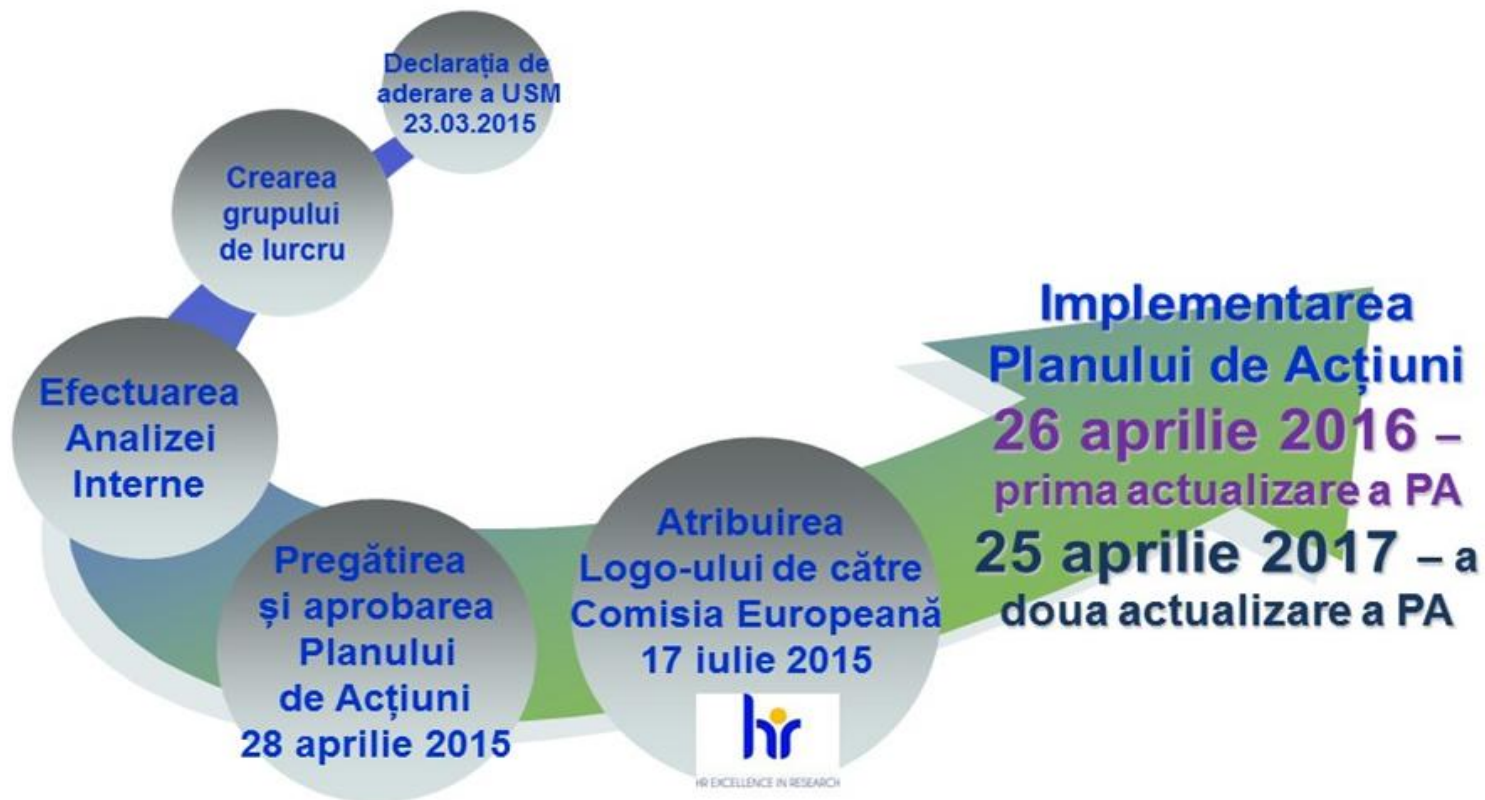 Declarația de
aderare a USM
23.03.2015
Crearea
grupului
de lurcru
Efectuarea
Analizei
Interne
Pregătirea
și aprobarea
Planului
de Acțiuni
28 aprilie 2015
Atribuirea
Logo-ului de către
Comisia Europeană
17 iulie 2015
hr
HR EXCELLENCE IN RESEARCH
Implementarea
Planului de Acțiuni
26 aprilie 2016 –
prima actualizare a PA
25 aprilie 2017 – a
doua actualizare a PA